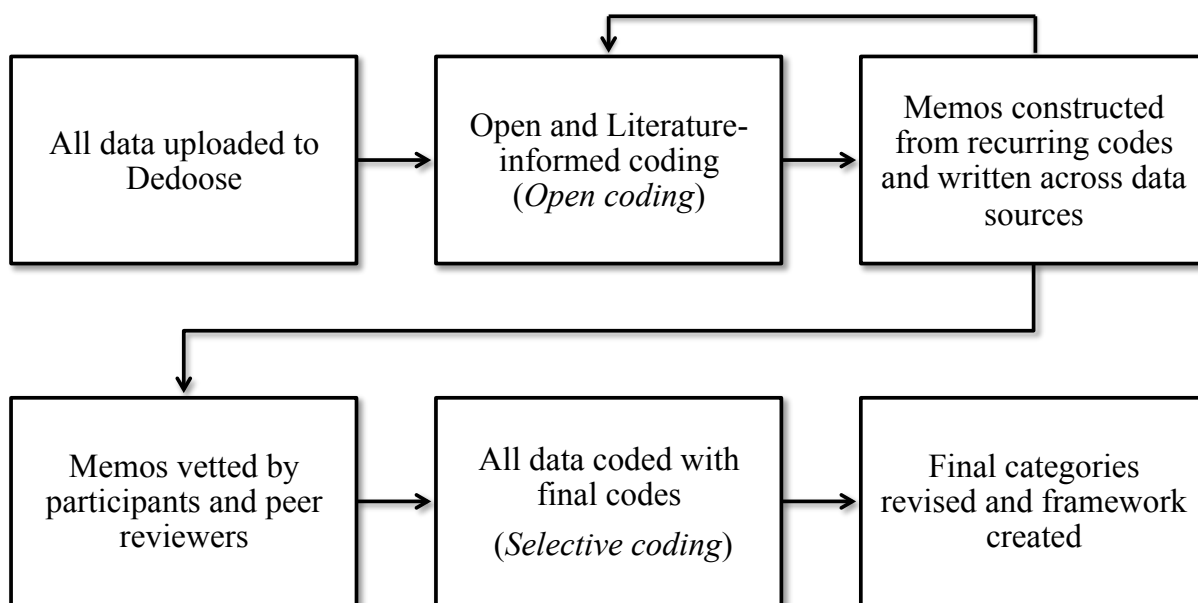 All data uploaded to
Dedoose
Open and Literature-
informed coding
(Open coding)
Memos constructed
from recurring codes
and written across data
sources
Memos vetted by
participants and peer
reviewers
All data coded with
final codes
(Selective coding)
Final categories
revised and framework
created